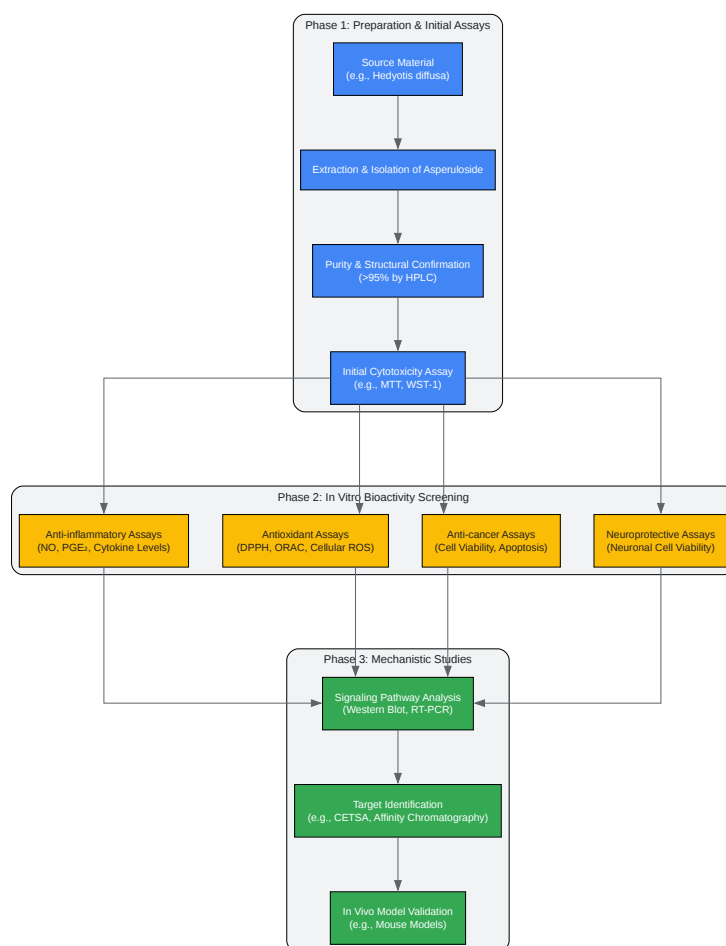 Phase 1: Preparation & Initial Assays
Source Material
(e.g., Hedyotis diffusa)
Extraction & Isolation of Asperuloside
Purity & Structural Confirmation
(>95% by HPLC)
Initial Cytotoxicity Assay
(e.g., MTT, WST-1)
Phase 2: In Vitro Bioactivity Screening
Anti-inflammatory Assays
(NO, PGE₂, Cytokine Levels)
Antioxidant Assays
(DPPH, ORAC, Cellular ROS)
Anti-cancer Assays
(Cell Viability, Apoptosis)
Neuroprotective Assays
(Neuronal Cell Viability)
Phase 3: Mechanistic Studies
Signaling Pathway Analysis
(Western Blot, RT-PCR)
Target Identification
(e.g., CETSA, Affinity Chromatography)
In Vivo Model Validation
(e.g., Mouse Models)